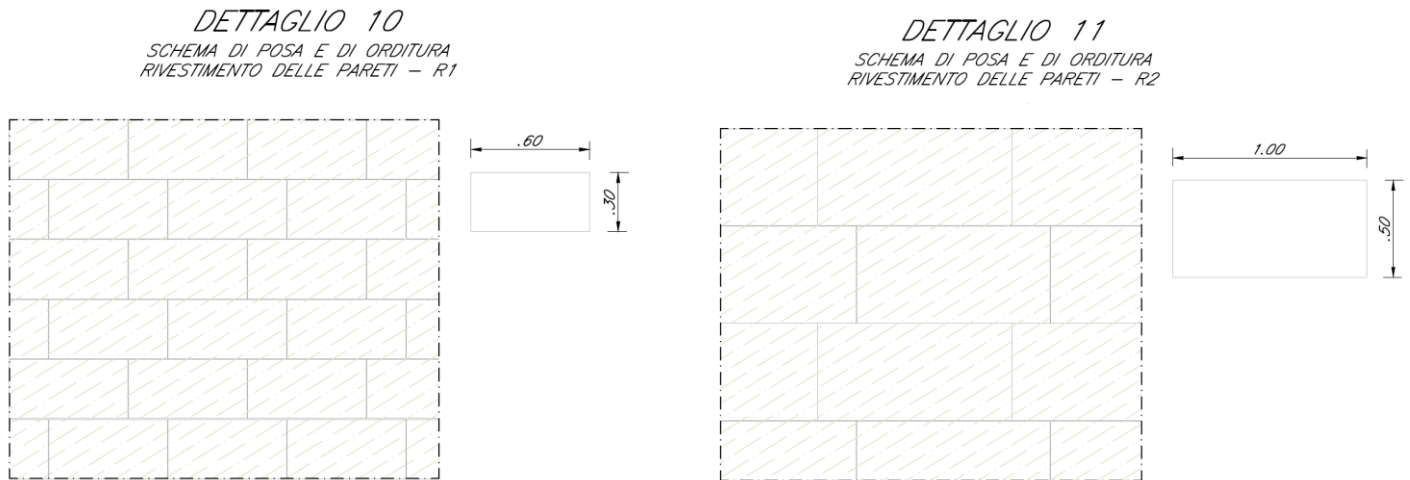 DETTAGLIO 10
SCHEMA DI POSA E DI ORDITURA
RIVESTIMENTO DELLE PARETI – R1
.60
.30
DETTAGLIO 11
SCHEMA DI POSA E DI ORDITURA
RIVESTIMENTO DELLE PARETI – R2
1.00
.50